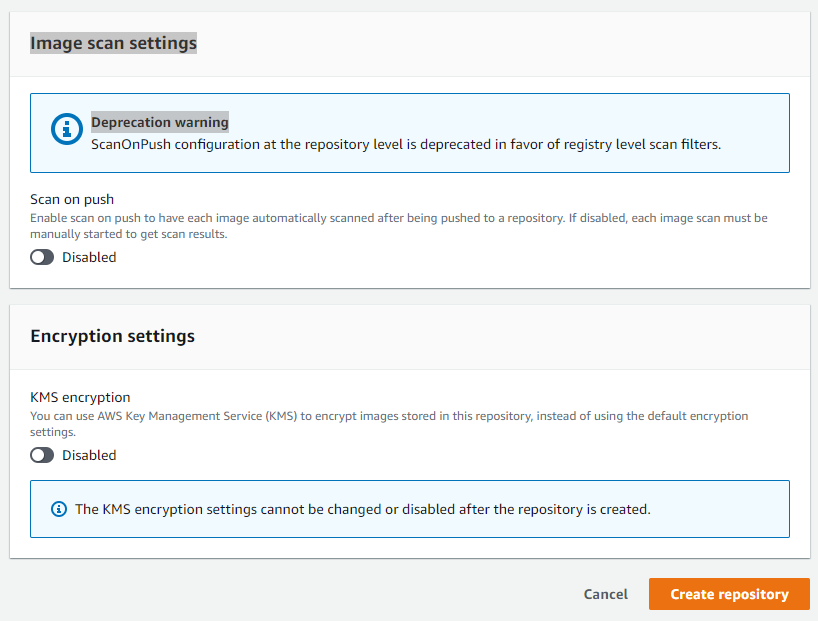 Image scan settings
Deprecation warning
ScanOnPush configuration at the repository level is deprecated in favor of registry level scan filters.
Scan on push
Enable scan on push to have each image automatically scanned after being pushed to a repository. If disabled, each image scan must be
manually started to get scan results.
Disabled
Encryption settings
KMS encryption
You can use AWS Key Management Service (KMS) to encrypt images stored in this repository, instead of using the default encryption
settings.
Disabled
The KMS encryption settings cannot be changed or disabled after the repository is created.
Cancel
Create repository